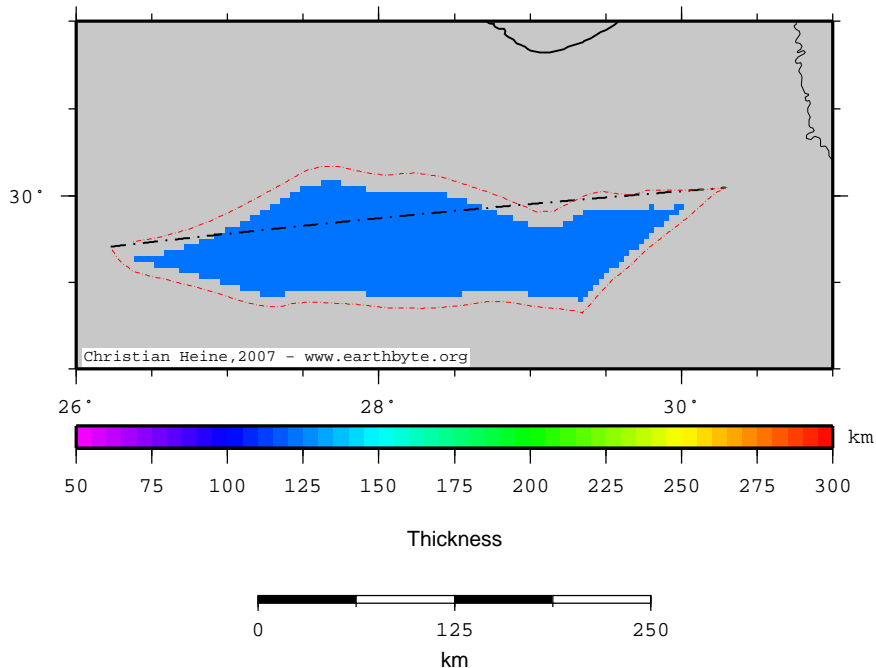 30°
Christian Heine,2007 - www.earthbyte.org
26° 28° 30°
km
50 75 100 125 150 175 200 225 250 275 300
Thickness
0 125 250
km